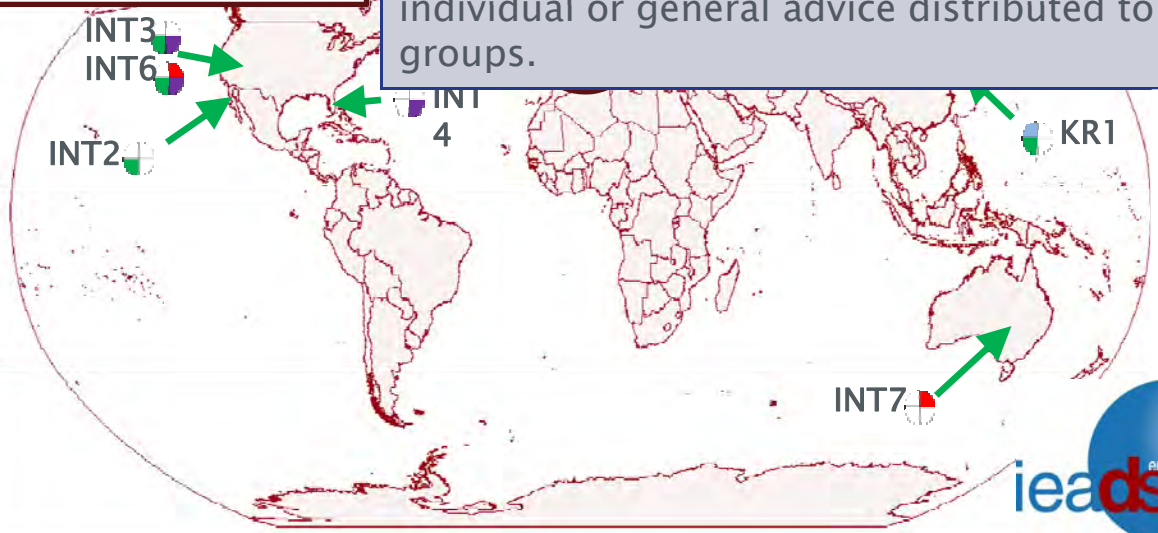 individual or general advice distributed to
groups.
INT3
INT6
INT
4
INT2
KR1
INT7
ieads